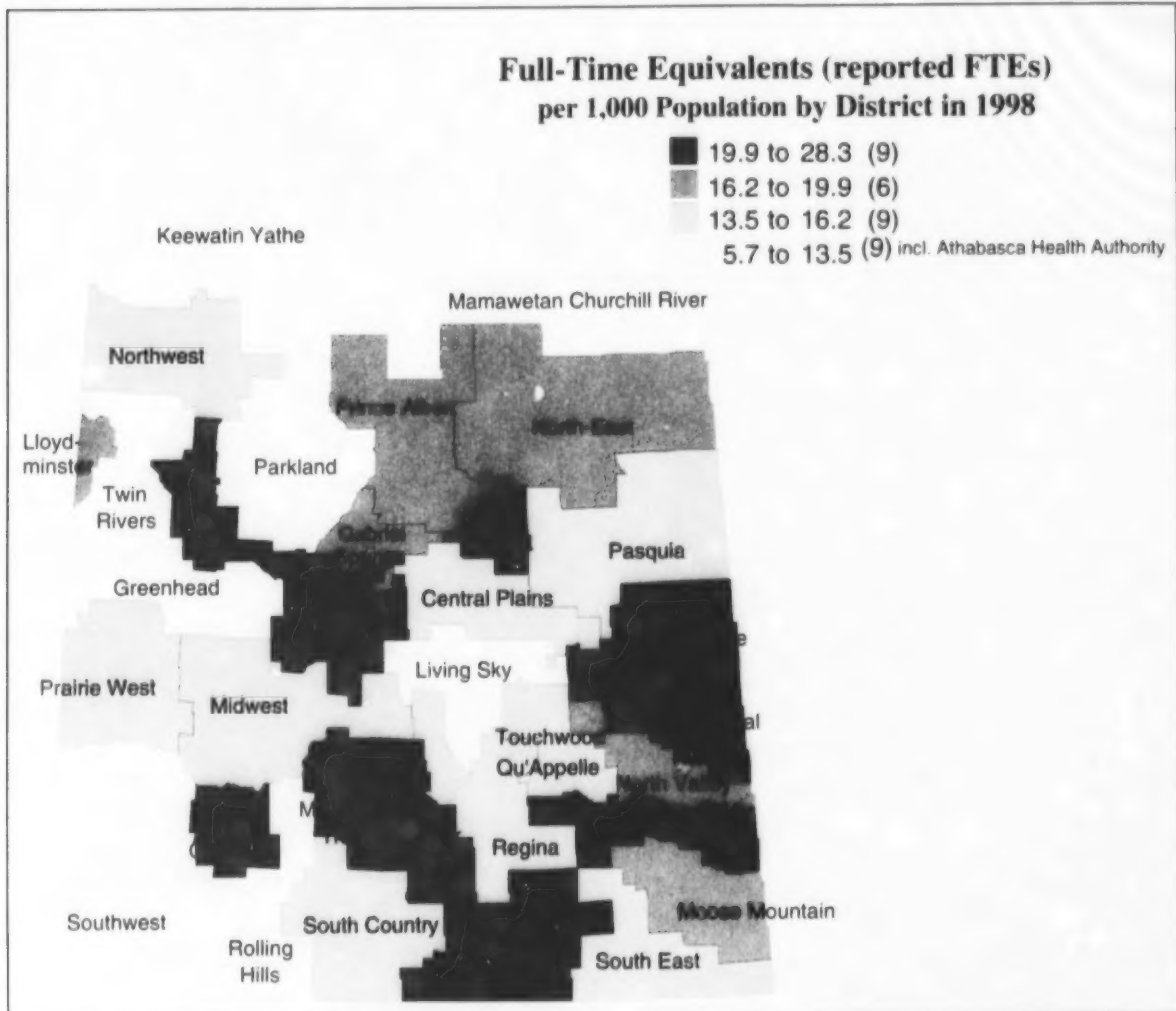 Full-Time Equivalents (reported FTEs)
per 1,000 Population by District in 1998
19.9 to 28.3 (9)
16.2 to 19.9 (6)
13.5 to 16.2 (9)
5.7 to 13.5 (9) incl. Athabasca Health Authority
Keewatin Yathe
Mamawetan Churchill River
Northwest
Prince Albert
North-East
Lloyd-
minster
Parkland
Twin
Rivers
Gabriel
Pasquia
Greenhead
Central Plains
Living Sky
Prairie West
Midwest
Touchwood
Qu'Appelle
North Valley
Regina
Southwest
South Country
Moose Mountain
Rolling
Hills
South East